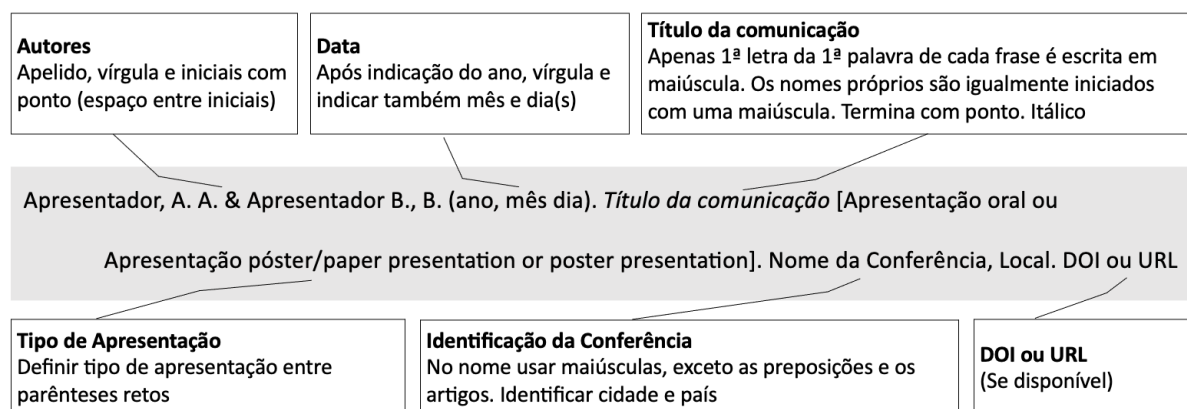 Autores
Apelido, vírgula e iniciais com
ponto (espaço entre iniciais)
Data
Após indicação do ano, vírgula e
indicar também mês e dia(s)
Título da comunicação
Apenas 1ª letra da 1ª palavra de cada frase é escrita em
maiúscula. Os nomes próprios são igualmente iniciados
com uma maiúscula. Termina com ponto. Itálico
Apresentador, A. A. & Apresentador B., B. (ano, mês dia). Título da comunicação [Apresentação oral ou
Apresentação póster/paper presentation or poster presentation]. Nome da Conferência, Local. DOI ou URL
Tipo de Apresentação
Definir tipo de apresentação entre
parênteses retos
Identificação da Conferência
No nome usar maiúsculas, exceto as preposições e os
artigos. Identificar cidade e país
DOI ou URL
(Se disponível)